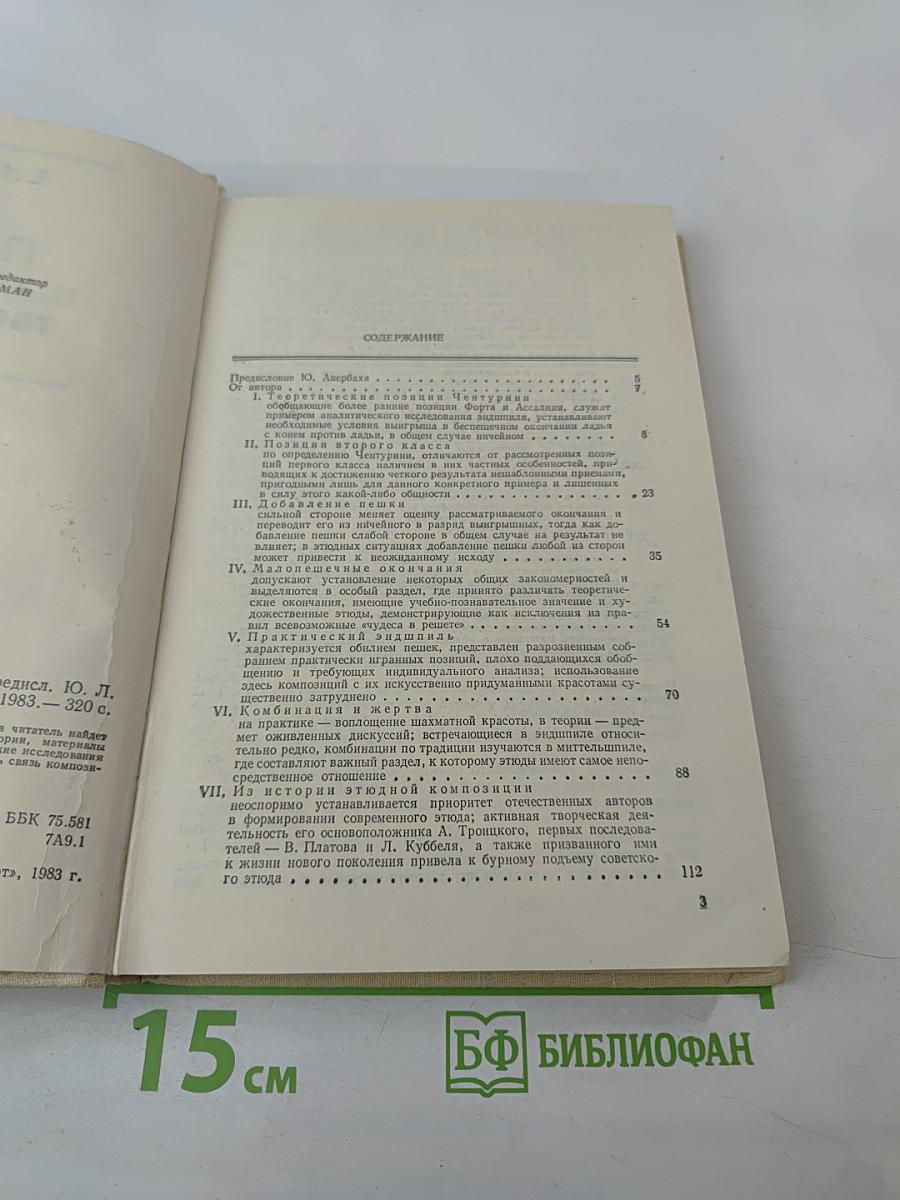 редактор
МАН
редисл. Ю. Л.
1983.— 320 с.
а читатель найдет
ории, материалы
кие исследования
ь связь компози-
ББК 75.581
7А9.1
т», 1983 г.
СОДЕРЖАНИЕ
Предисловие Ю. Авербаха . . . . . . . . . . . . . . . . . . . . 5
От автора . . . . . . . . . . . . . . . . . . . . . . . . . . . 7
I. Теоретические позиции Чентурини
обобщающие более ранние позиции Форта и Ассаляни, служат
примером аналитического исследования эндшпиля, устанавливают
необходимые условия выигрыша в беспешечном окончании ладья
с конем против ладьи, в общем случае ничейном . . . . . . . . 8
II. Позиции второго класса
по определению Чентурини, отличаются от рассмотренных пози-
ций первого класса наличием в них частных особенностей, при-
водящих к достижению четкого результата нешаблонными приемами,
пригодными лишь для данного конкретного примера и лишенных
в силу этого какой-либо общности . . . . . . . . . . . . . . . 23
III. Добавление пешки
сильной стороне меняет оценку рассматриваемого окончания и
переводит его из ничейного в разряд выигрышных, тогда как до-
бавление пешки слабой стороне в общем случае на результат не
влияет; в этюдных ситуациях добавление пешки любой из сторон
может привести к неожиданному исходу . . . . . . . . . . . 35
IV. Малопешечные окончания
допускают установление некоторых общих закономерностей и
выделяются в особый раздел, где принято различать теоретиче-
ские окончания, имеющие учебно-познавательное значение и ху-
дожественные этюды, демонстрирующие как исключения из пра-
вил всевозможные «чудеса в решете» . . . . . . . . . . . . . . 54
V. Практический эндшпиль
характеризуется обилием пешек, представлен разрозненным соб-
ранием практически игранных позиций, плохо поддающихся обоб-
щению и требующих индивидуального анализа; использование
здесь композиций с их искусственно придуманными красотами су-
щественно затруднено . . . . . . . . . . . . . . . . . . . . 70
VI. Комбинация и жертва
на практике — воплощение шахматной красоты, в теории — пред-
мет оживленных дискуссий; встречающиеся в эндшпиле относи-
тельно редко, комбинации по традиции изучаются в миттельшпиле,
где составляют важный раздел, к которому этюды имеют самое непо-
средственное отношение . . . . . . . . . . . . . . . . . . . 88
VII. Из истории этюдной композиции
неоспоримо устанавливается приоритет отечественных авторов
в формировании современного этюда; активная творческая дея-
тельность его основоположника А. Троицкого, первых последова-
телей — В. Платова и Л. Куббеля, а также призванного ими
к жизни нового поколения привела к бурному подъему советско-
го этюда . . . . . . . . . . . . . . . . . . . . . . . . . . . 112
3
15 см
БФ БИБЛИОФАН